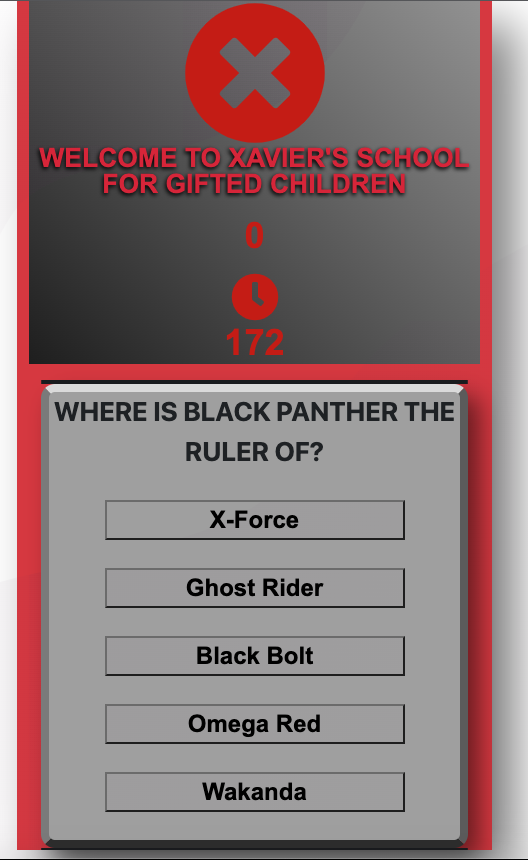 WELCOME TO XAVIER'S SCHOOL
FOR GIFTED CHILDREN
0
172
WHERE IS BLACK PANTHER THE
RULER OF?
X-Force
Ghost Rider
Black Bolt
Omega Red
Wakanda